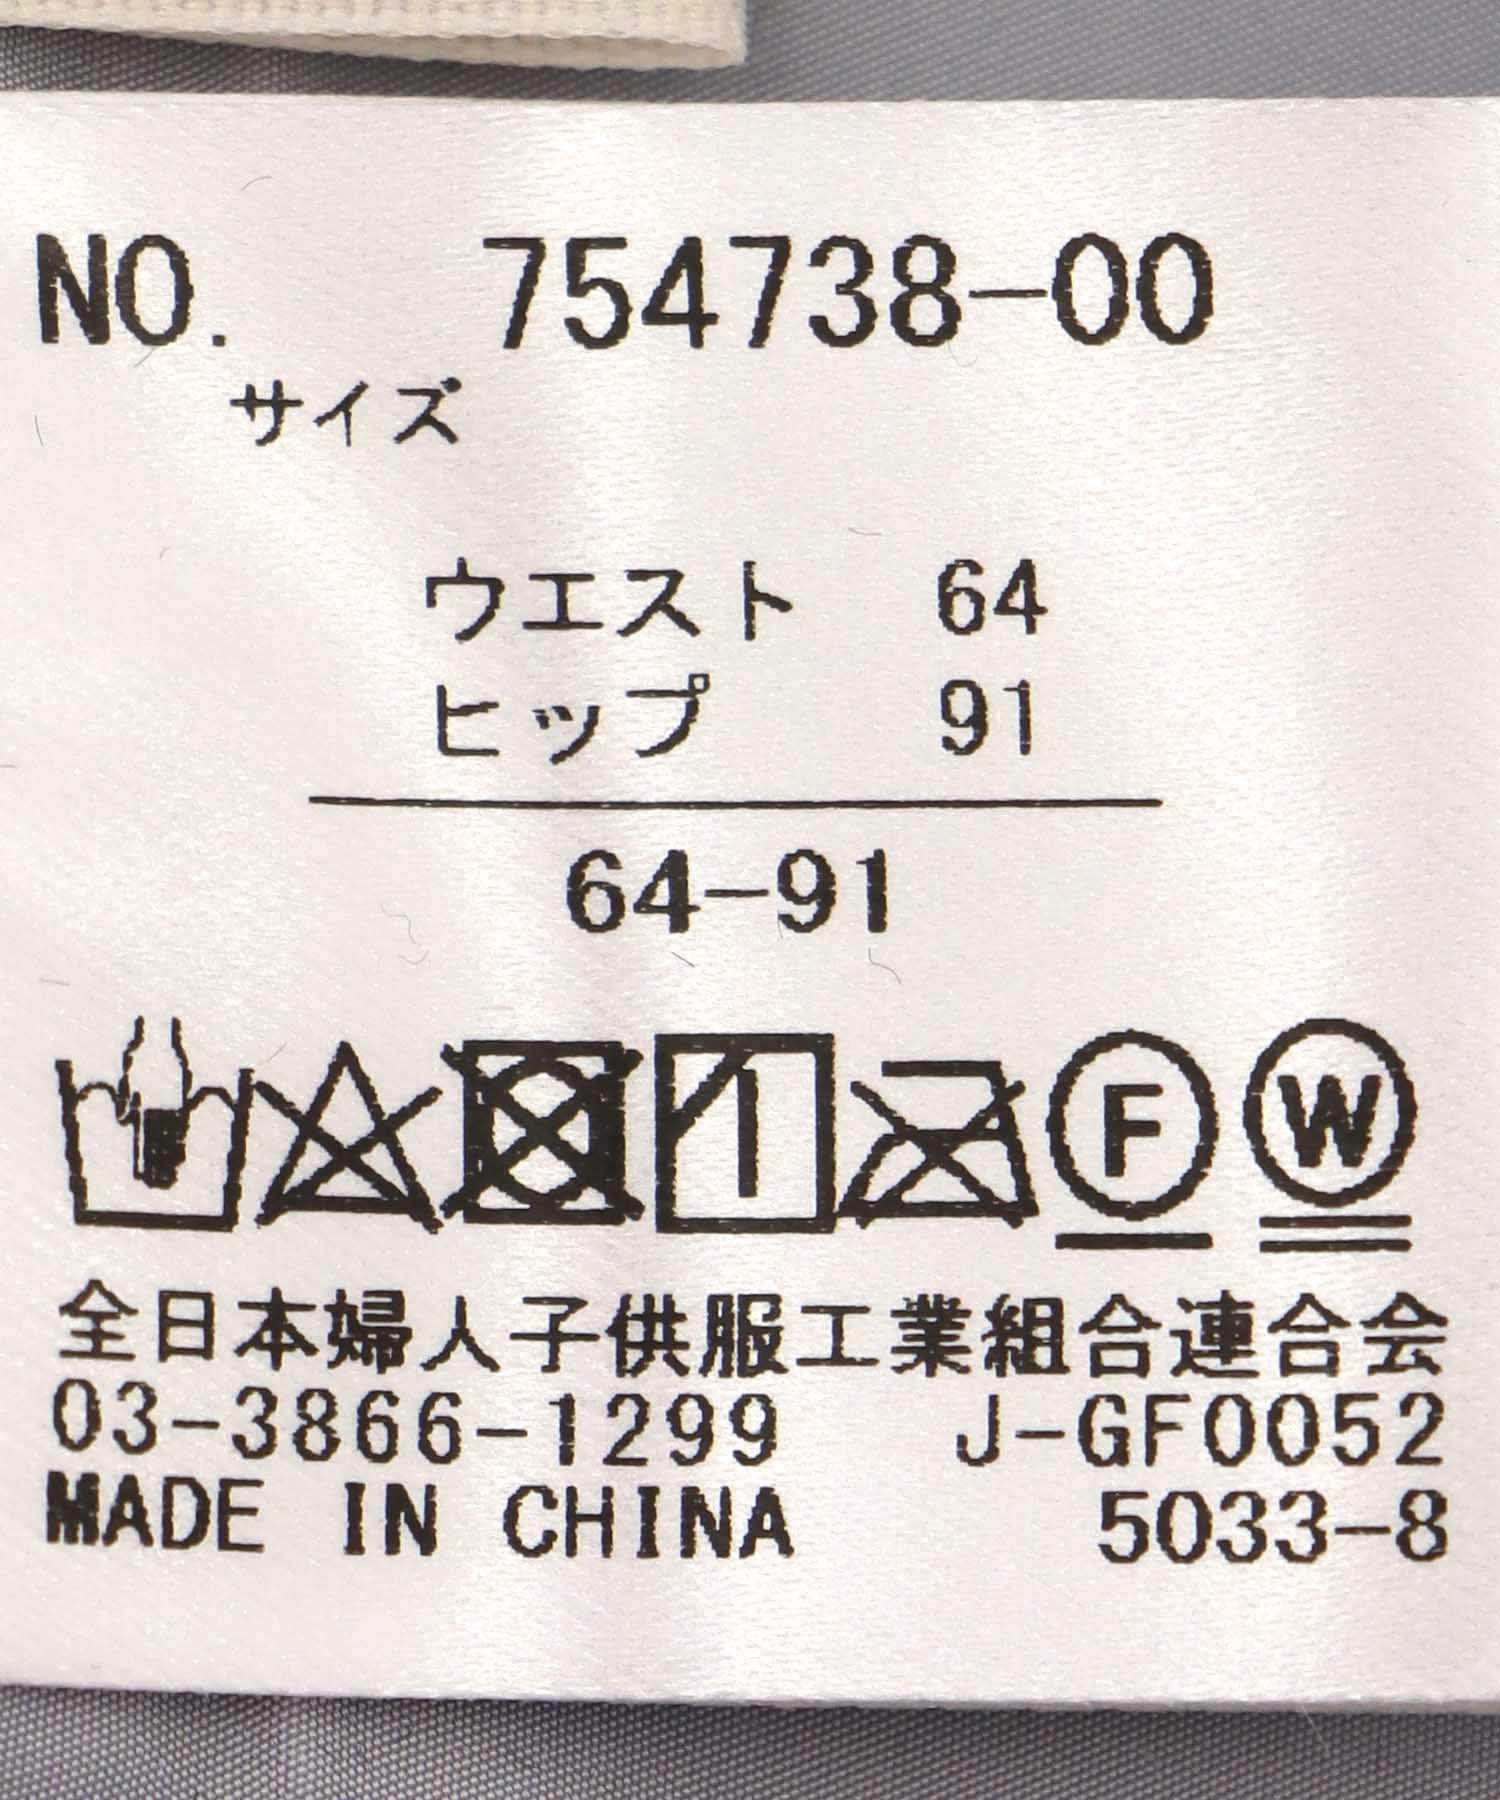 NO. 754738-00
サイズ
ウエスト 64
ヒップ 91
64-91
F W
全日本婦人子供服工業組合連合会
03-3866-1299 J-GF0052
MADE IN CHINA 5033-8